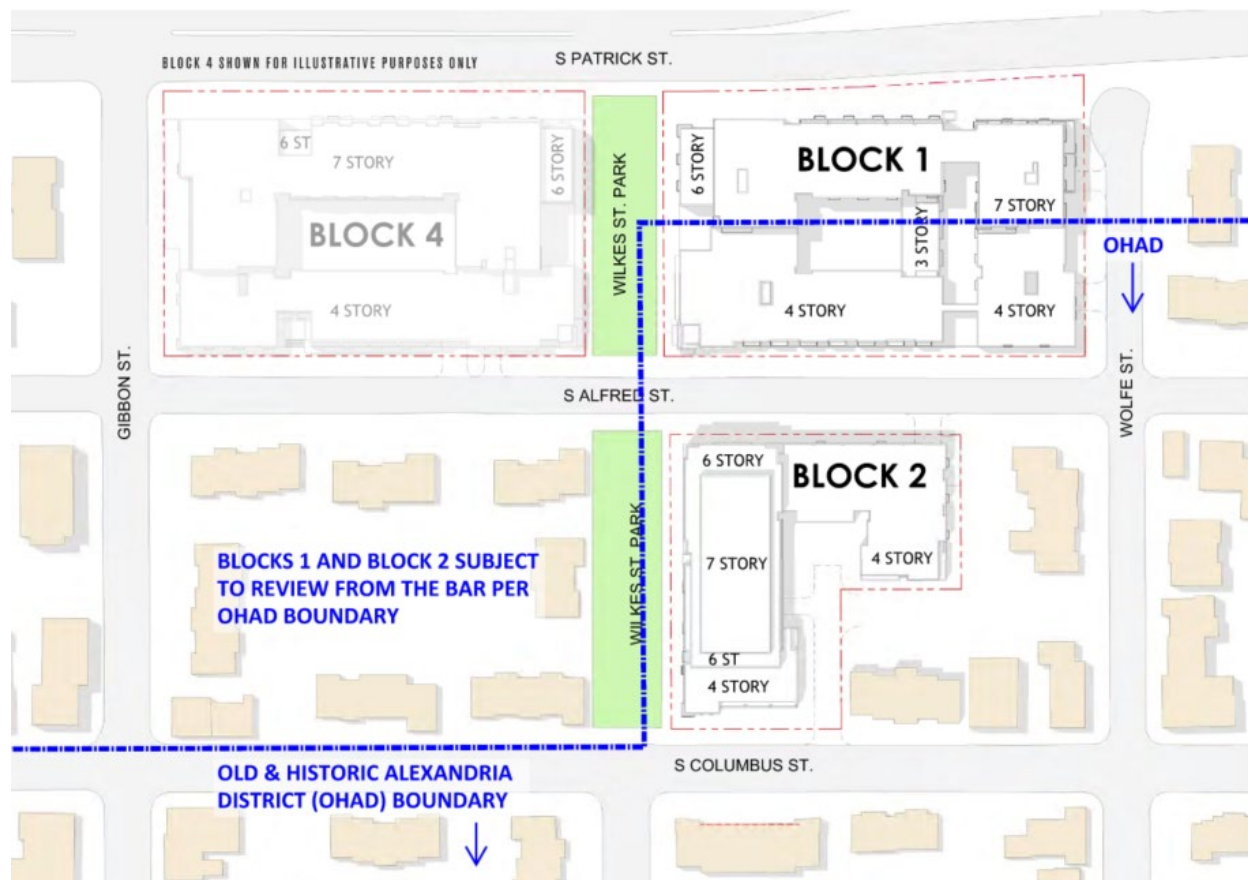 S PATRICK ST.
BLOCK 4 SHOWN FOR ILLUSTRATIVE PURPOSES ONLY
6 ST
7 STORY
6 STORY
BLOCK 4
4 STORY
WILKES ST. PARK
6 STORY
BLOCK 1
7 STORY
3 STORY
4 STORY
4 STORY
OHAD
GIBBON ST.
S ALFRED ST.
WOLFE ST.
6 STORY
BLOCK 2
7 STORY
4 STORY
6 ST
4 STORY
WILKES ST. PARK
BLOCKS 1 AND BLOCK 2 SUBJECT
TO REVIEW FROM THE BAR PER
OHAD BOUNDARY
S COLUMBUS ST.
OLD & HISTORIC ALEXANDRIA
DISTRICT (OHAD) BOUNDARY